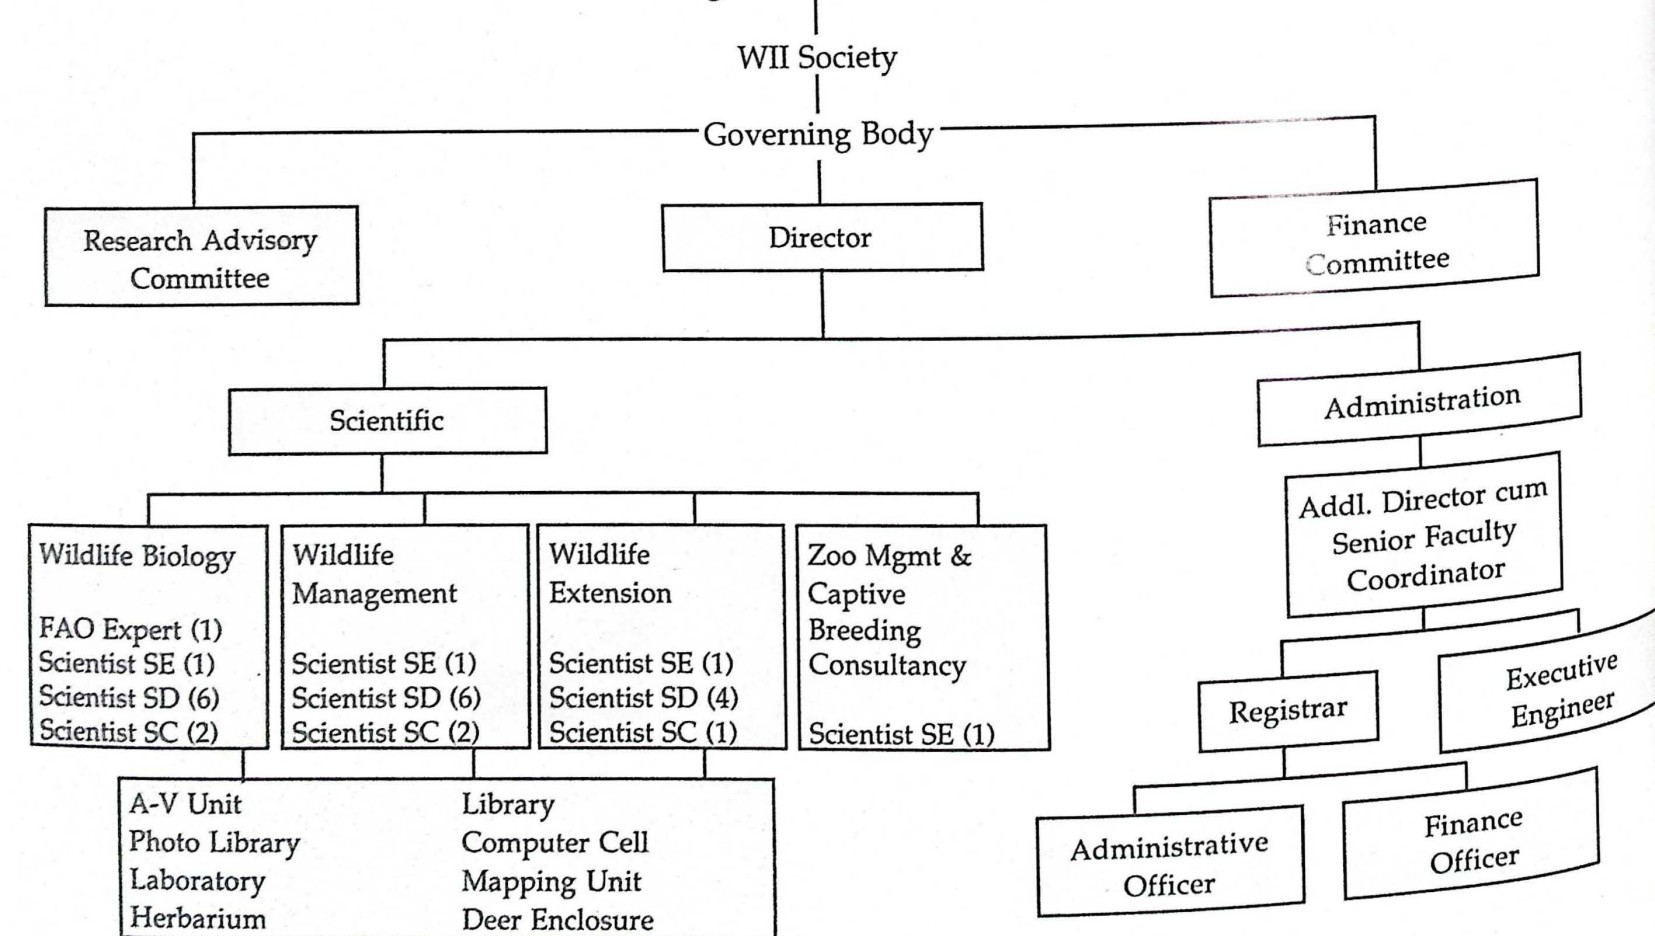 WII Society
Governing Body
Research Advisory
Committee
Director
Finance
Committee
Scientific
Administration
Addl. Director cum
Senior Faculty
Coordinator
Wildlife Biology
FAO Expert (1)
Scientist SE (1)
Scientist SD (6)
Scientist SC (2)
Wildlife
Management
Scientist SE (1)
Scientist SD (6)
Scientist SC (2)
Wildlife
Extension
Scientist SE (1)
Scientist SD (4)
Scientist SC (1)
Zoo Mgmt &
Captive
Breeding
Consultancy
Scientist SE (1)
Registrar
Executive
Engineer
A-V Unit
Photo Library
Laboratory
Herbarium
Library
Computer Cell
Mapping Unit
Deer Enclosure
Administrative
Officer
Finance
Officer